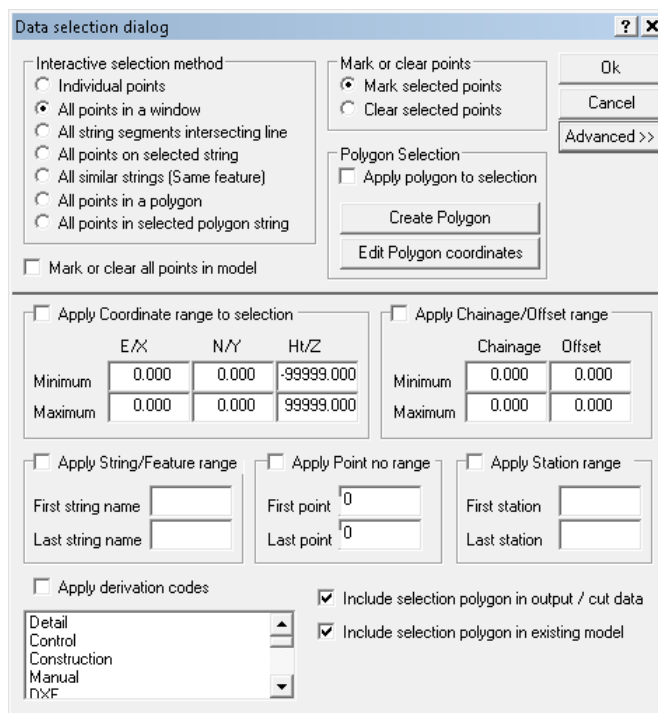 Data selection dialog
Interactive selection method
Individual points
All points in a window
All string segments intersecting line
All points on selected string
All similar strings (Same feature)
All points in a polygon
All points in selected polygon string
Mark or clear all points in model
Mark or clear points
Mark selected points
Clear selected points
Polygon Selection
Apply polygon to selection
Create Polygon
Edit Polygon coordinates
Ok
Cancel
Advanced >>
Apply Coordinate range to selection
E/X N/Y Ht/Z
Minimum 0.000 0.000 -99999.000
Maximum 0.000 0.000 99999.000
Apply Chainage/Offset range
Chainage Offset
Minimum 0.000 0.000
Maximum 0.000 0.000
Apply String/Feature range
First string name
Last string name
Apply Point no range
First point 0
Last point 0
Apply Station range
First station
Last station
Apply derivation codes
Detail
Control
Construction
Manual
DXF
Include selection polygon in output / cut data
Include selection polygon in existing model